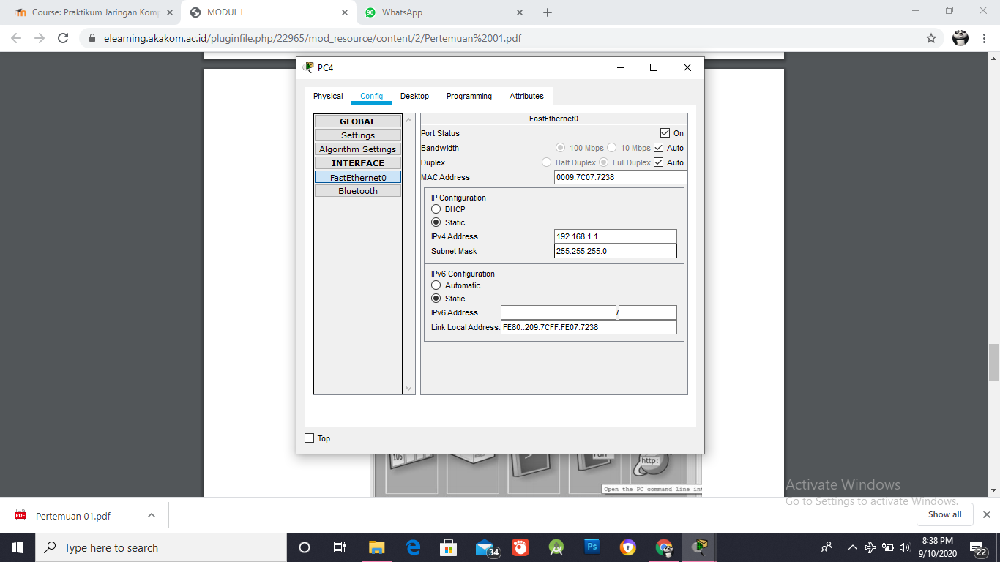 Course: Praktikum Jaringan Kom
MODUL I
90 WhatsApp
elearning.akakom.ac.id/pluginfile.php/22965/mod_resource/content/2/Pertemuan%2001.pdf
PC4
Physical Config Desktop Programming Attributes
GLOBAL
Settings
Algorithm Settings
INTERFACE
FastEthernet0
Bluetooth
FastEthernet0
Port Status On
Bandwidth 100 Mbps 10 Mbps Auto
Duplex Half Duplex Full Duplex Auto
MAC Address 0009.7C07.7238
IP Configuration
DHCP
Static
IPv4 Address 192.168.1.1
Subnet Mask 255.255.255.0
IPv6 Configuration
Automatic
Static
IPv6 Address /
Link Local Address: FE80::209:7CFF:FE07:7238
Top
106
http:
Open the PC command line
Activate Windows
Go to Settings to activate Windows.
PDF Pertemuan 01.pdf
Show all
Type here to search
34
Ps
8:38 PM
9/10/2020
22